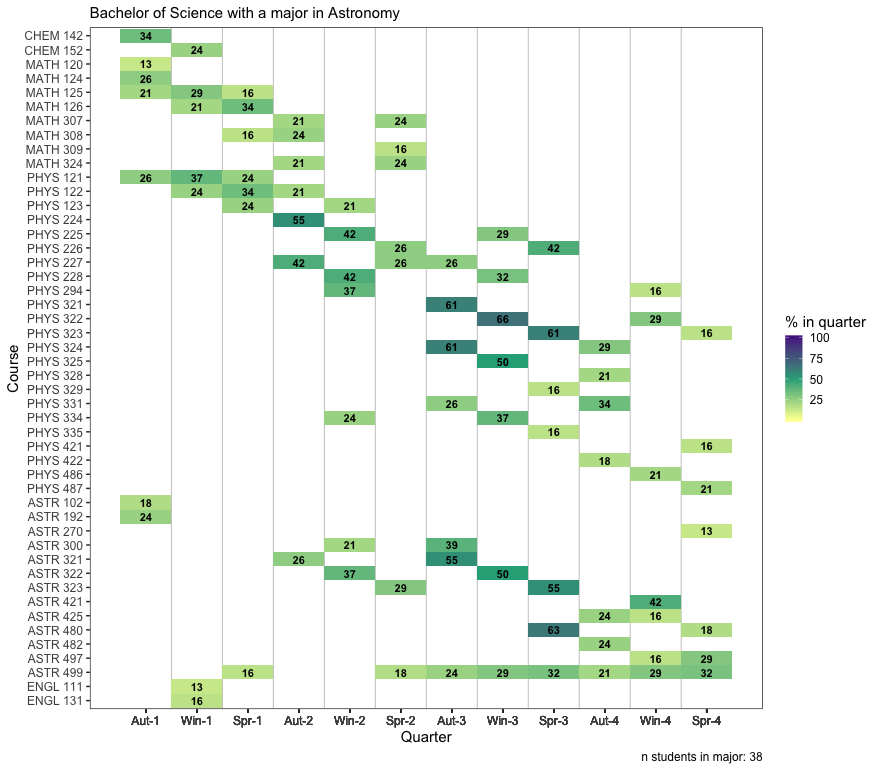 Bachelor of Science with a major in Astronomy
CHEM 142 34
CHEM 152 24
MATH 120 13
MATH 124 26
MATH 125 21 29 16
MATH 126 21 34
MATH 307 21 24
MATH 308 16 24
MATH 309 16
MATH 324 21 24
PHYS 121 26 37 24
PHYS 122 24 34 21
PHYS 123 24 21
PHYS 224 55
PHYS 225 42 29
PHYS 226 26 42
PHYS 227 42 26 26
PHYS 228 42 32
PHYS 294 37 16
PHYS 321 61
PHYS 322 66 29
PHYS 323 61 16
PHYS 324 61 29
PHYS 325 50
PHYS 328 21
PHYS 329 16
PHYS 331 26 34
PHYS 334 24 37
PHYS 335 16
PHYS 421 16
PHYS 422 18
PHYS 486 21
PHYS 487 21
ASTR 102 18
ASTR 192 24
ASTR 270 13
ASTR 300 21 39
ASTR 321 26 55
ASTR 322 37 50
ASTR 323 29 55
ASTR 421 42
ASTR 425 24 16
ASTR 480 63 18
ASTR 482 24
ASTR 497 16 29
ASTR 499 16 18 24 29 32 21 29 32
ENGL 111 13
ENGL 131 16
Course
Aut-1 Win-1 Spr-1 Aut-2 Win-2 Spr-2 Aut-3 Win-3 Spr-3 Aut-4 Win-4 Spr-4
Quarter
% in quarter
100
75
50
25
n students in major: 38